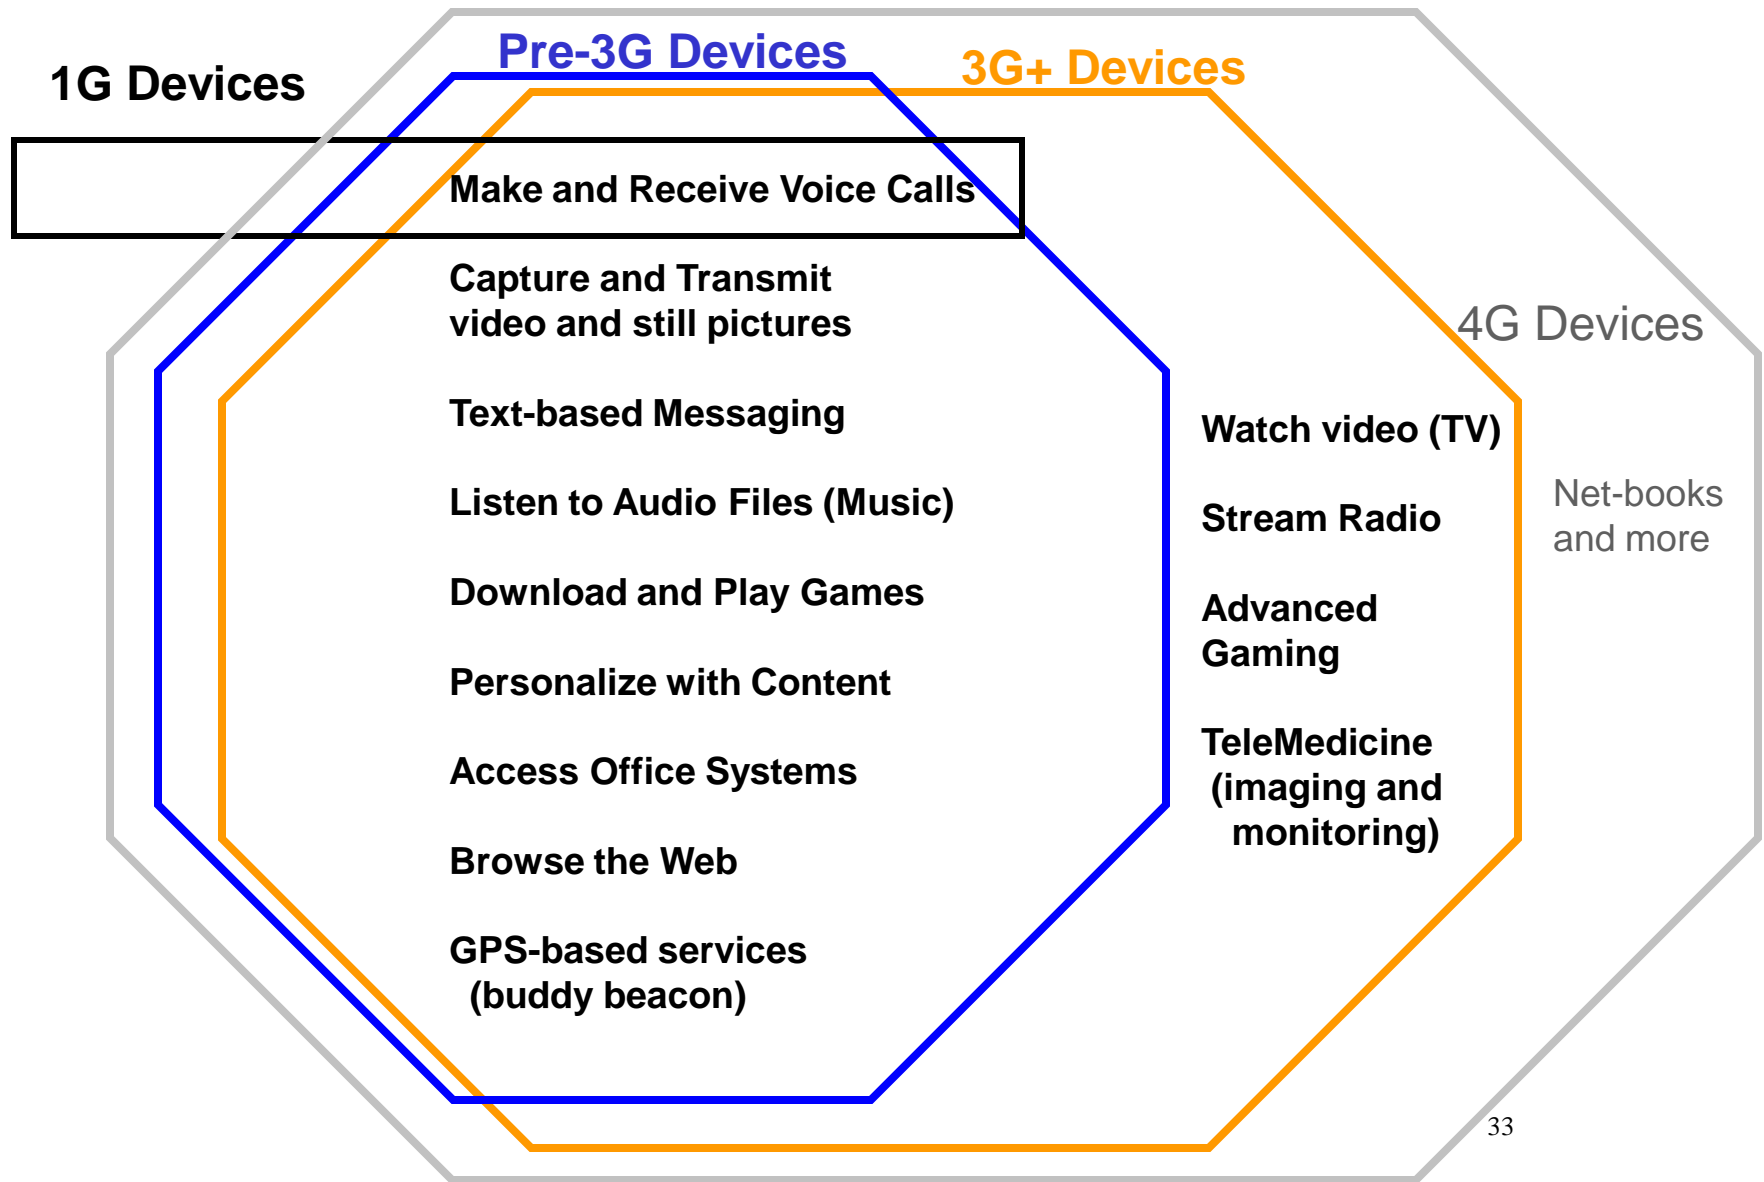 1G Devices
Pre-3G Devices
3G+ Devices
Make and Receive Voice Calls
Capture and Transmit
video and still pictures
Text-based Messaging
Listen to Audio Files (Music)
Download and Play Games
Personalize with Content
Access Office Systems
Browse the Web
GPS-based services
(buddy beacon)
Watch video (TV)
Stream Radio
Advanced
Gaming
TeleMedicine
(imaging and
monitoring)
4G Devices
Net-books
and more
33